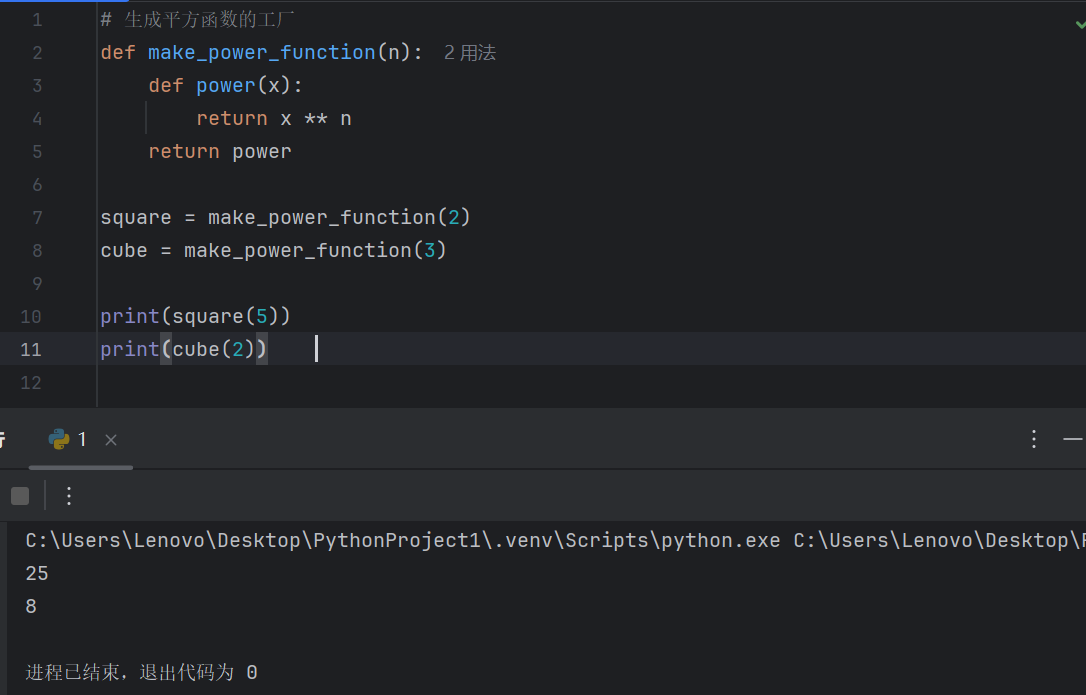 1 # 生成平方函数的工厂
2 def make_power_function(n): 2 用法
3     def power(x):
4         return x ** n
5     return power
6
7 square = make_power_function(2)
8 cube = make_power_function(3)
9
10 print(square(5))
11 print(cube(2))
12
1
C:\Users\Lenovo\Desktop\PythonProject1\.venv\Scripts\python.exe C:\Users\Lenovo\Desktop\
25
8
进程已结束，退出代码为 0